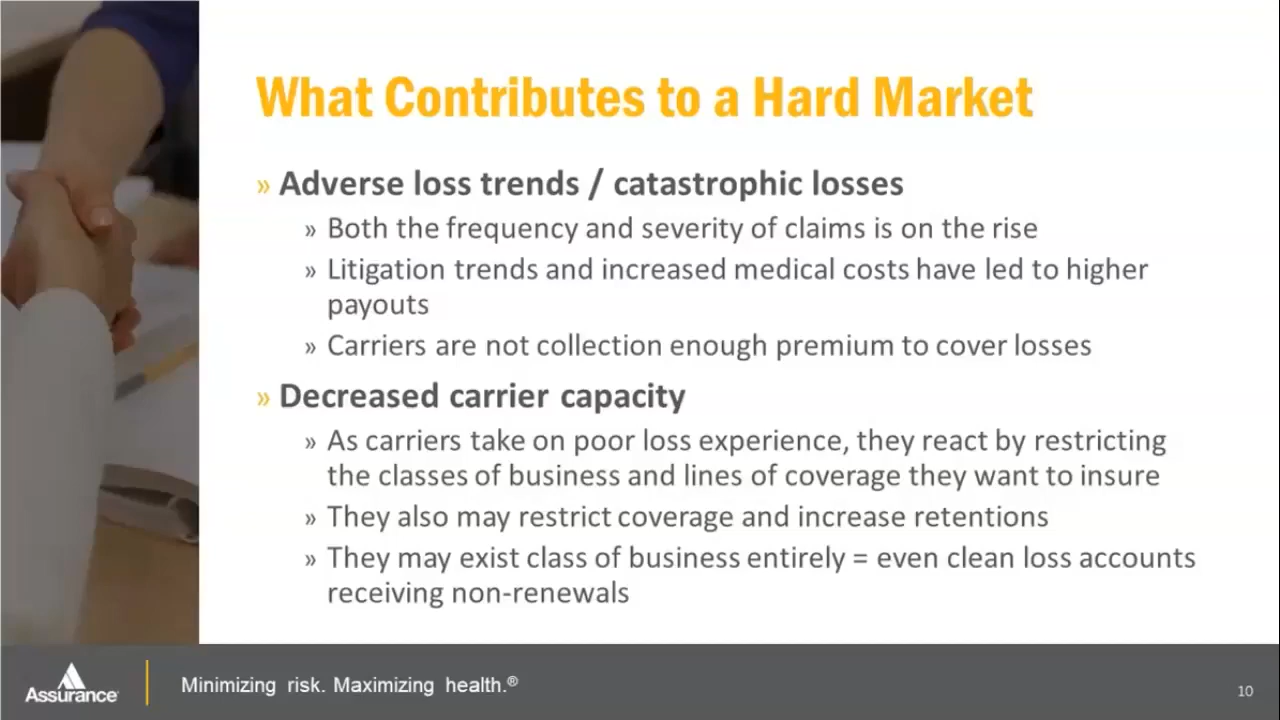 What Contributes to a Hard Market
» Adverse loss trends / catastrophic losses
» Both the frequency and severity of claims is on the rise
» Litigation trends and increased medical costs have led to higher
payouts
» Carriers are not collection enough premium to cover losses
» Decreased carrier capacity
» As carriers take on poor loss experience, they react by restricting
the classes of business and lines of coverage they want to insure
» They also may restrict coverage and increase retentions
» They may exist class of business entirely = even clean loss accounts
receiving non-renewals
Assurance
Minimizing risk. Maximizing health.®
10